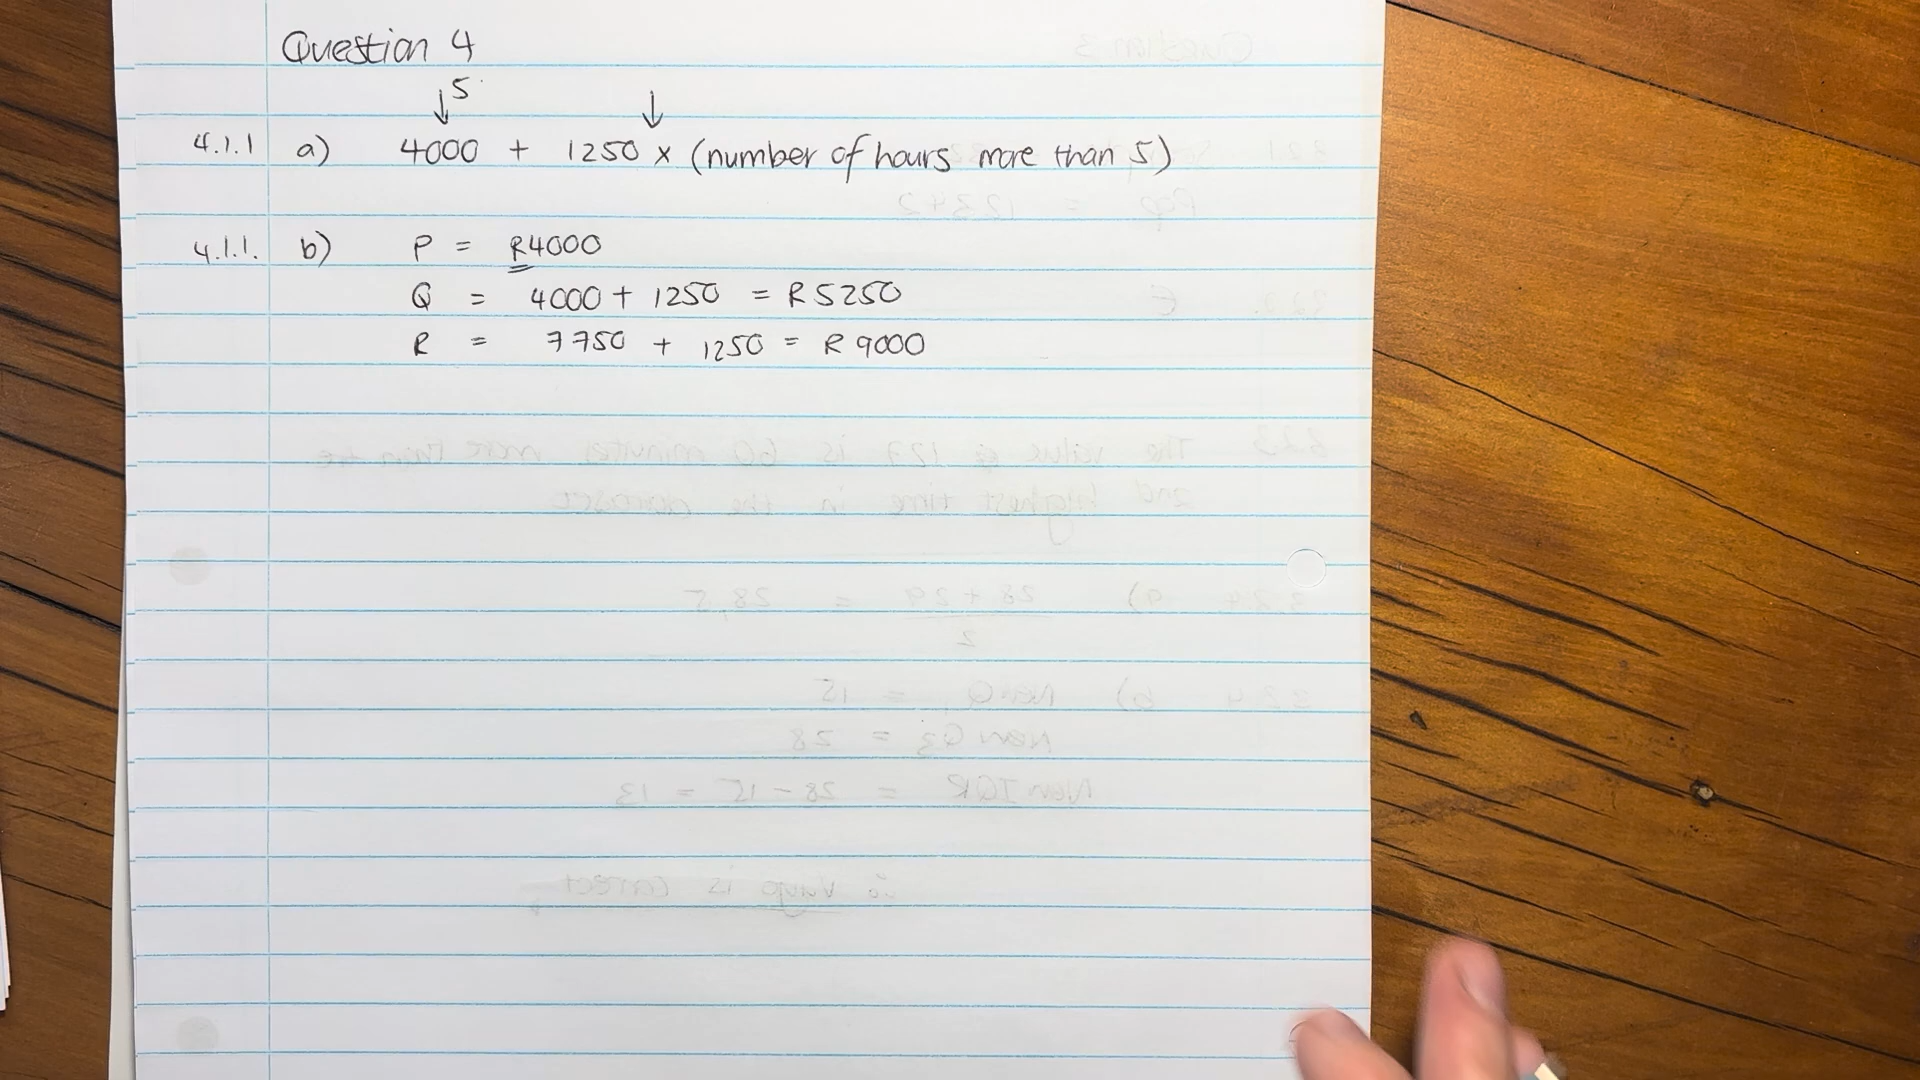 Question 4
5
4.1.1 a) 4000 + 1250 x (number of hours more than 5)
4.1.1. b) P = R4000
Q = 4000 + 1250 = R5250
R = 7750 + 1250 = R9000